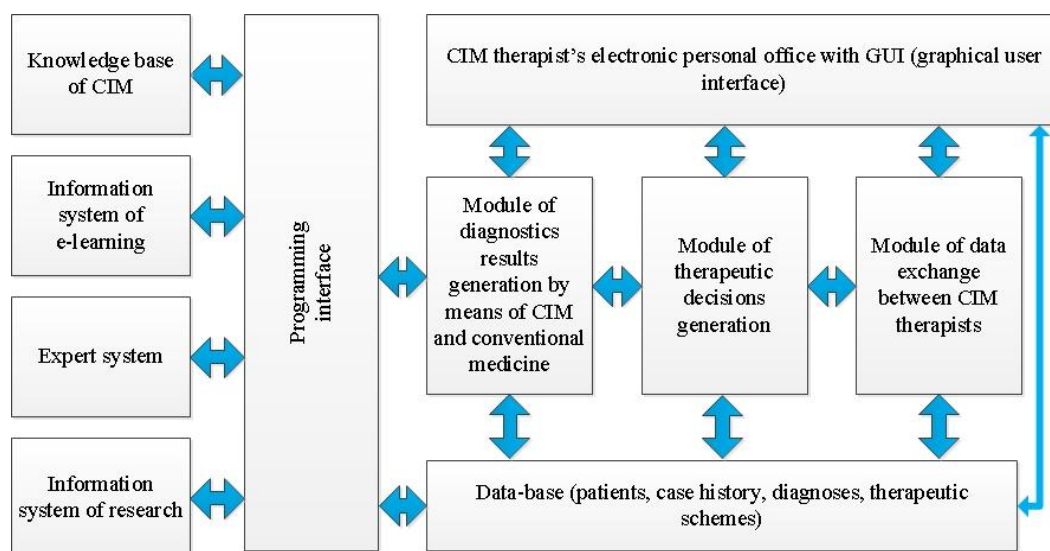 Knowledge base
of CIM
Information
system of
e-learning
Expert system
Information
system of research
Programming
interface
CIM therapist's electronic personal office with GUI (graphical user
interface)
Module of
diagnostics
results
generation by
means of CIM
and conventional
medicine
Module of
therapeutic
decisions
generation
Module of data
exchange
between CIM
therapists
Data-base (patients, case history, diagnoses, therapeutic
schemes)